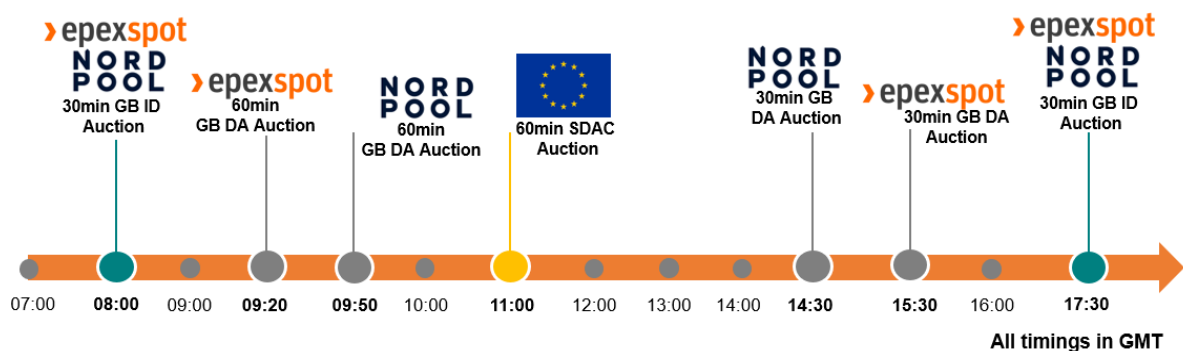 epexspot
NORD
POOL
30min GB ID
Auction
epexspot
60min
GB DA Auction
NORD
POOL
60min
GB DA Auction
60min SDAC
Auction
NORD
POOL
30min GB
DA Auction
epexspot
30min GB DA
Auction
epexspot
NORD
POOL
30min GB ID
Auction
07:00
08:00
09:00
09:20
09:50
10:00
11:00
12:00
13:00
14:00
14:30
15:30
16:00
17:30
All timings in GMT